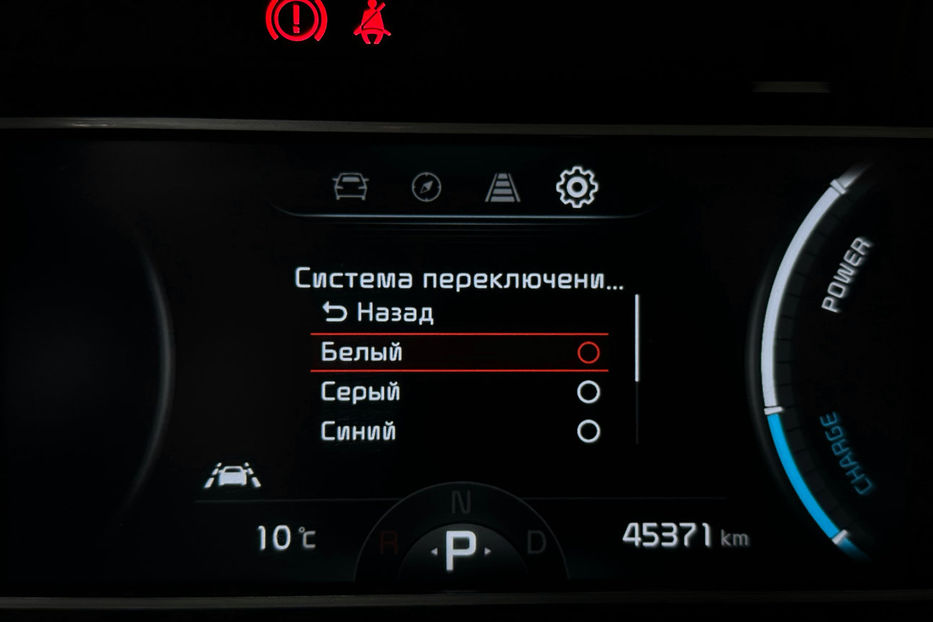 Система переключени...
Назад
Белый
Серый
Синий
POWER
CHARGE
N
R P D
10 °C
45371 km